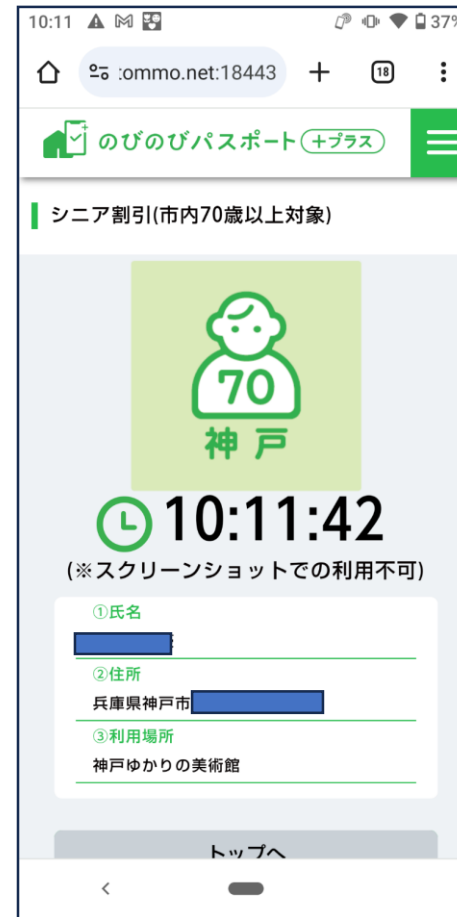 10:11 37%
:ommo.net:18443 18
のびのびパスポート +プラス
シニア割引(市内70歳以上対象)
70
神戸
10:11:42
(※スクリーンショットでの利用不可)
①氏名
②住所
兵庫県神戸市
③利用場所
神戸ゆかりの美術館
トップへ